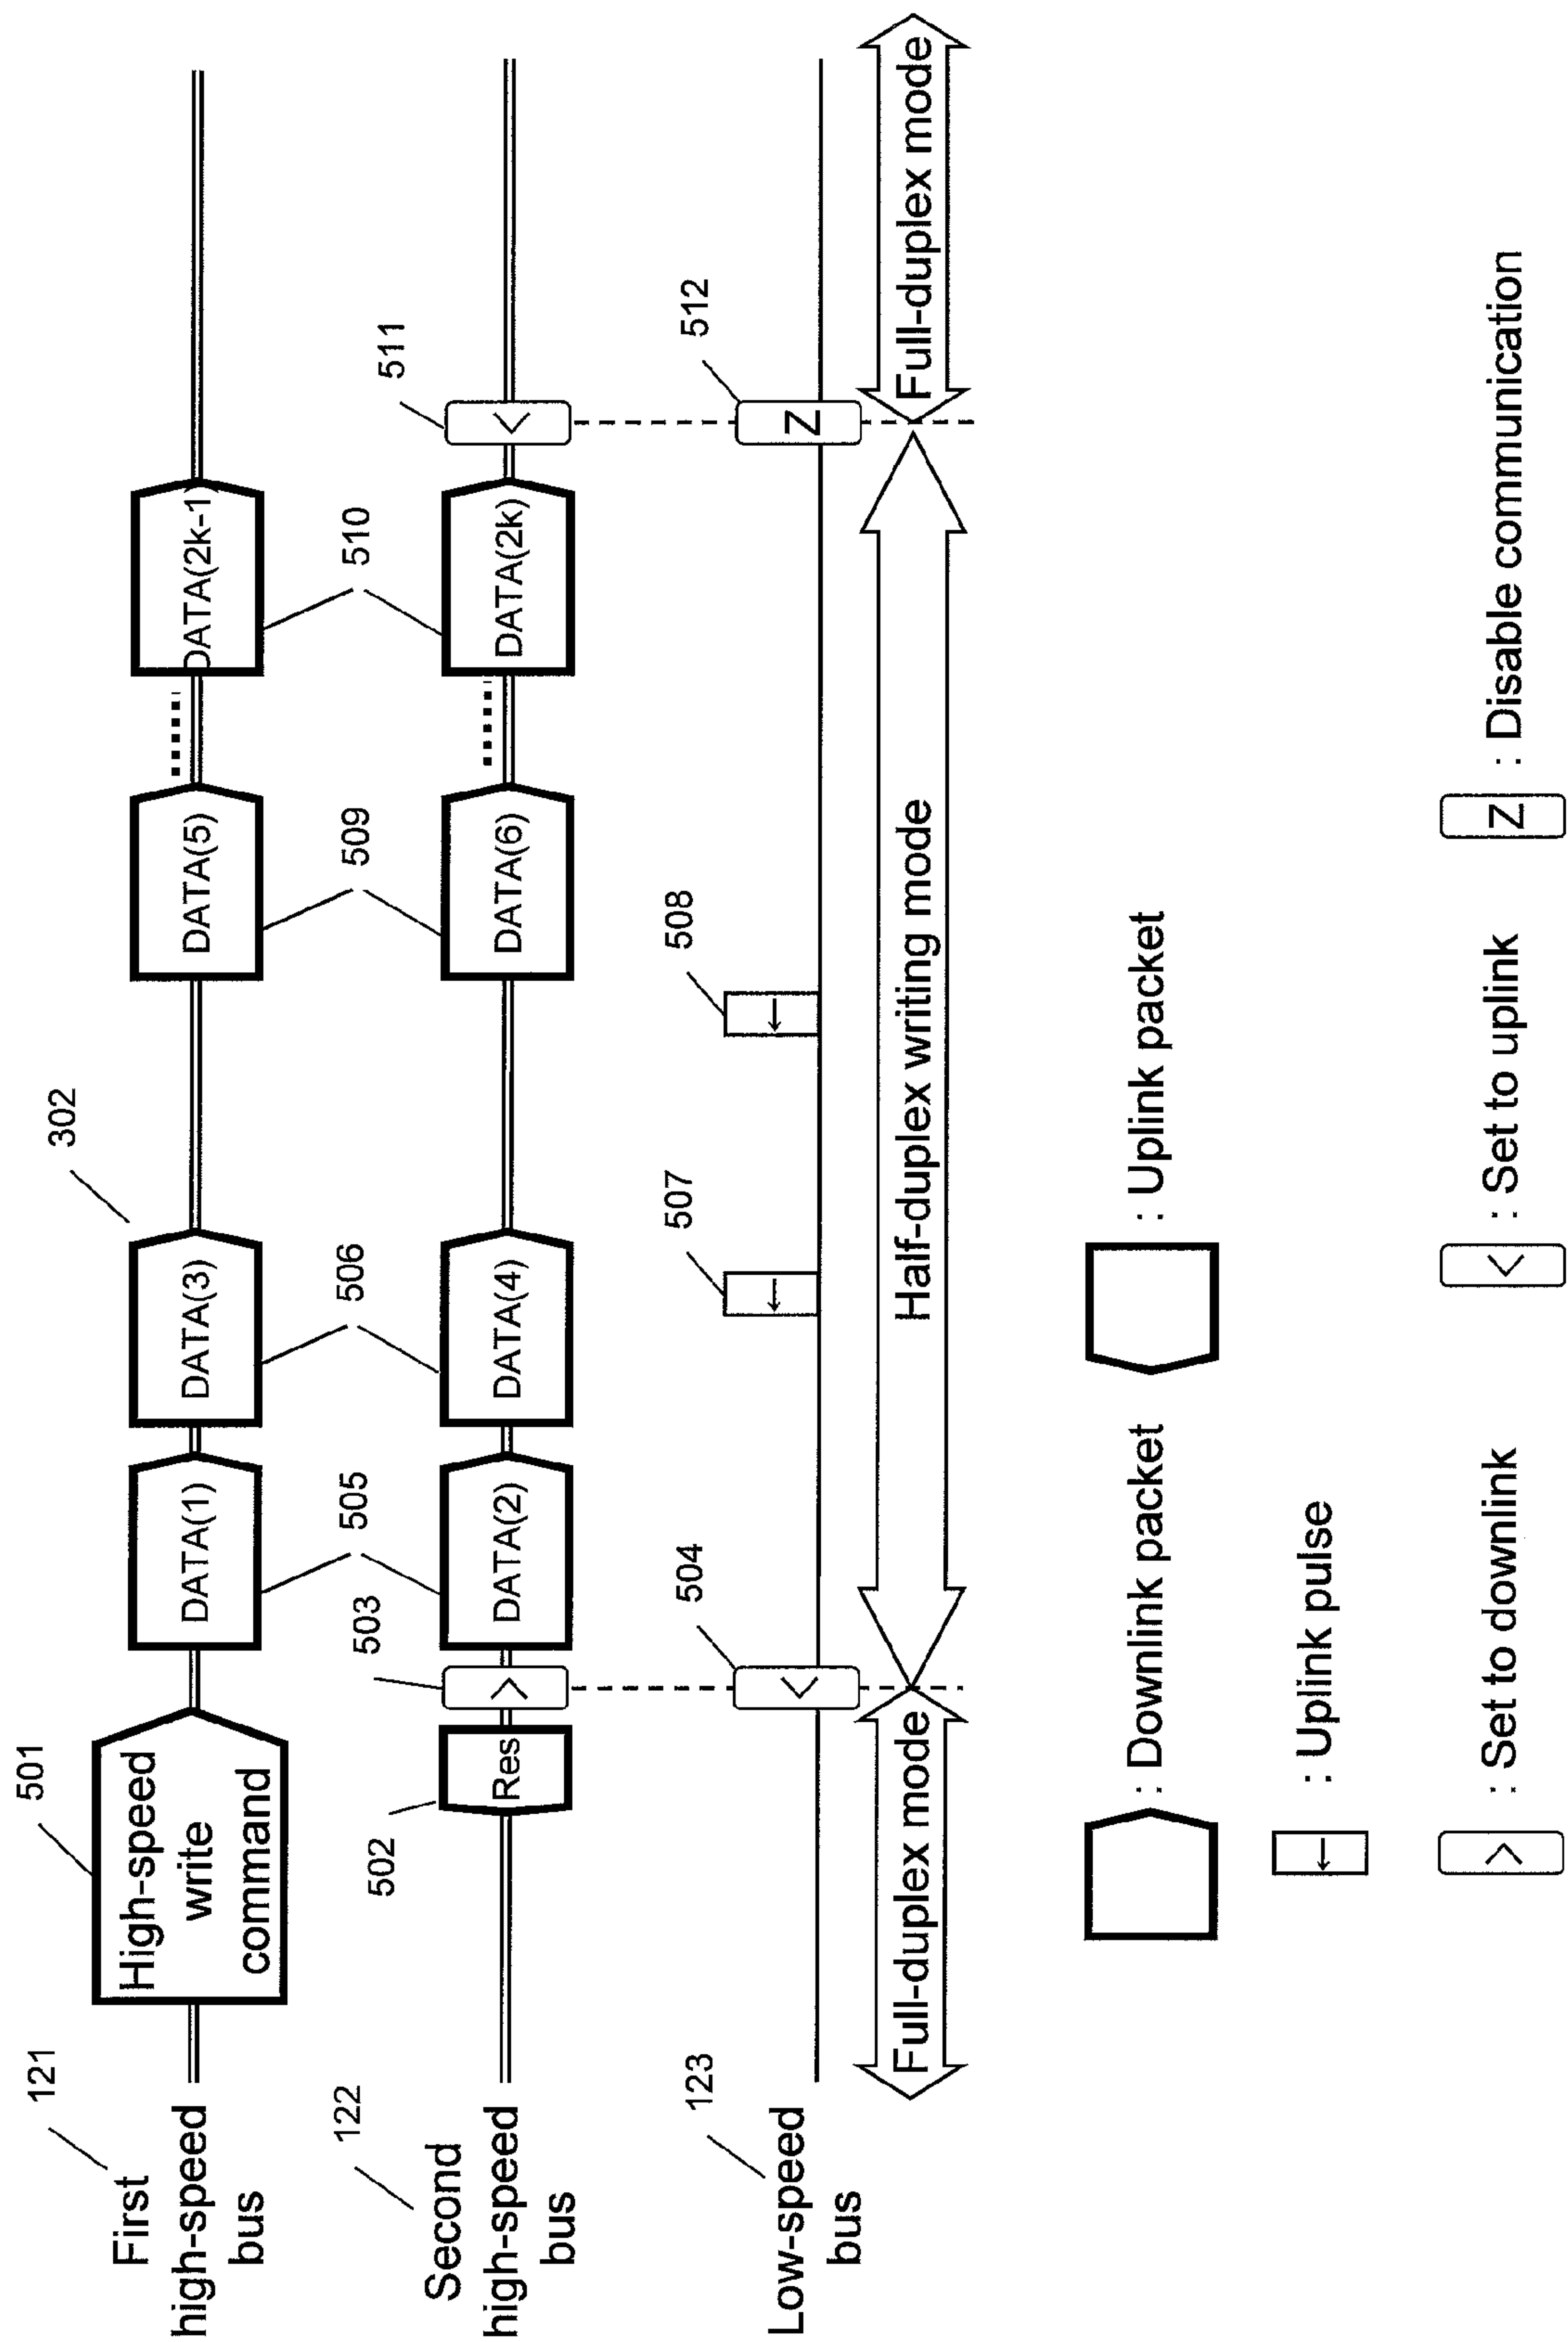 121
First
high-speed
bus
501
High-speed
write
command
DATA(1)
DATA(3)
302
DATA(5)
DATA(2k-1)
505
506
509
510
122
Second
high-speed
bus
502
Res
503
DATA(2)
DATA(4)
DATA(6)
DATA(2k)
511
123
Low-speed
bus
504
507
508
512
Z
Full-duplex mode
Half-duplex writing mode
Full-duplex mode
: Downlink packet
: Uplink packet
: Uplink pulse
: Set to downlink
: Set to uplink
Z : Disable communication